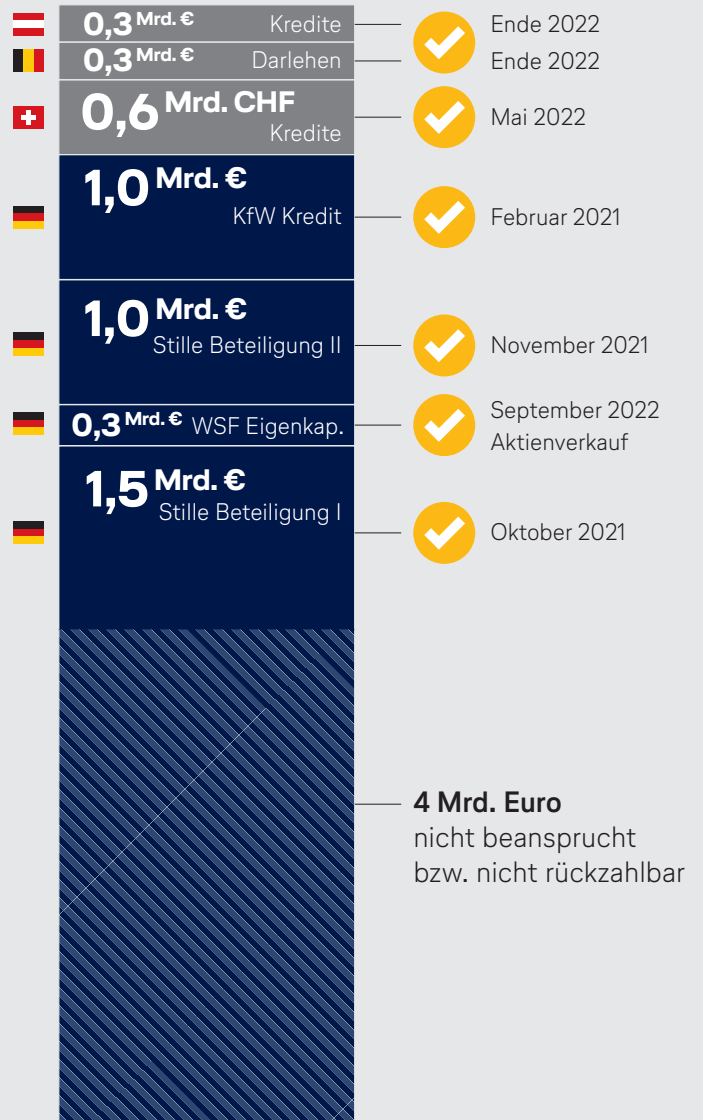 0,3 Mrd. € Kredite Ende 2022
0,3 Mrd. € Darlehen Ende 2022
0,6 Mrd. CHF
Kredite Mai 2022
1,0 Mrd. €
KfW Kredit Februar 2021
1,0 Mrd. €
Stille Beteiligung II November 2021
0,3 Mrd. € WSF Eigenkap. September 2022
Aktienverkauf
1,5 Mrd. €
Stille Beteiligung I Oktober 2021
4 Mrd. Euro
nicht beansprucht
bzw. nicht rückzahlbar